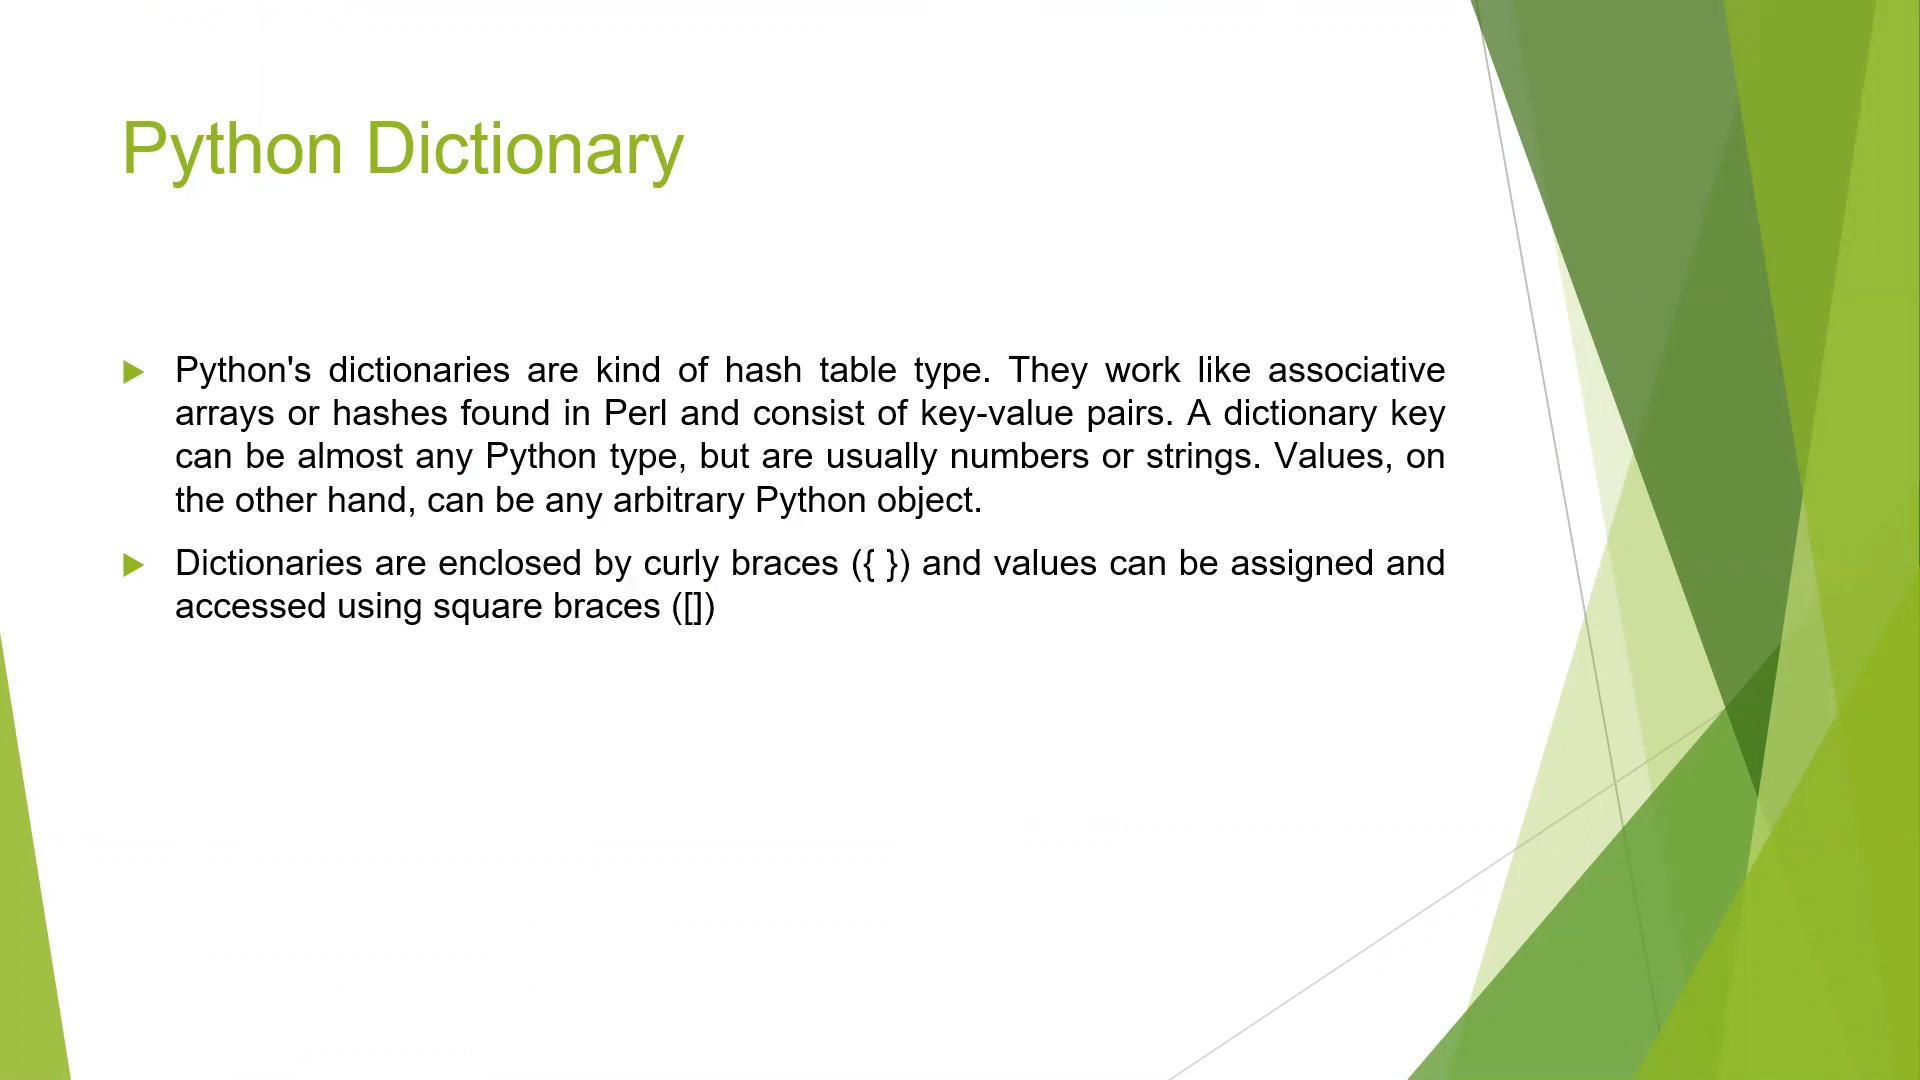 Python Dictionary
Python's dictionaries are kind of hash table type. They work like associative
arrays or hashes found in Perl and consist of key-value pairs. A dictionary key
can be almost any Python type, but are usually numbers or strings. Values, on
the other hand, can be any arbitrary Python object.
Dictionaries are enclosed by curly braces ({ }) and values can be assigned and
accessed using square braces ([])